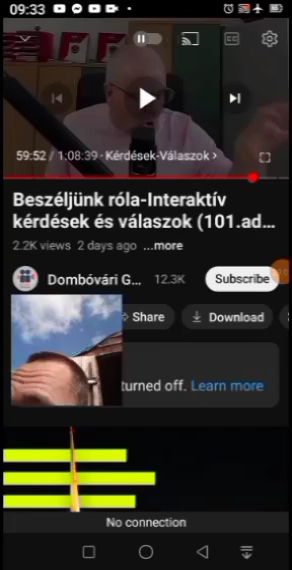 09:33
59:52 / 1:08:39 · Kérdések-Válaszok ›
Beszéljünk róla-Interaktív
kérdések és válaszok (101.ad...
2.2K views 2 days ago ...more
Dombóvári G... 12.3K Subscribe
Share Download
turned off. Learn more
No connection